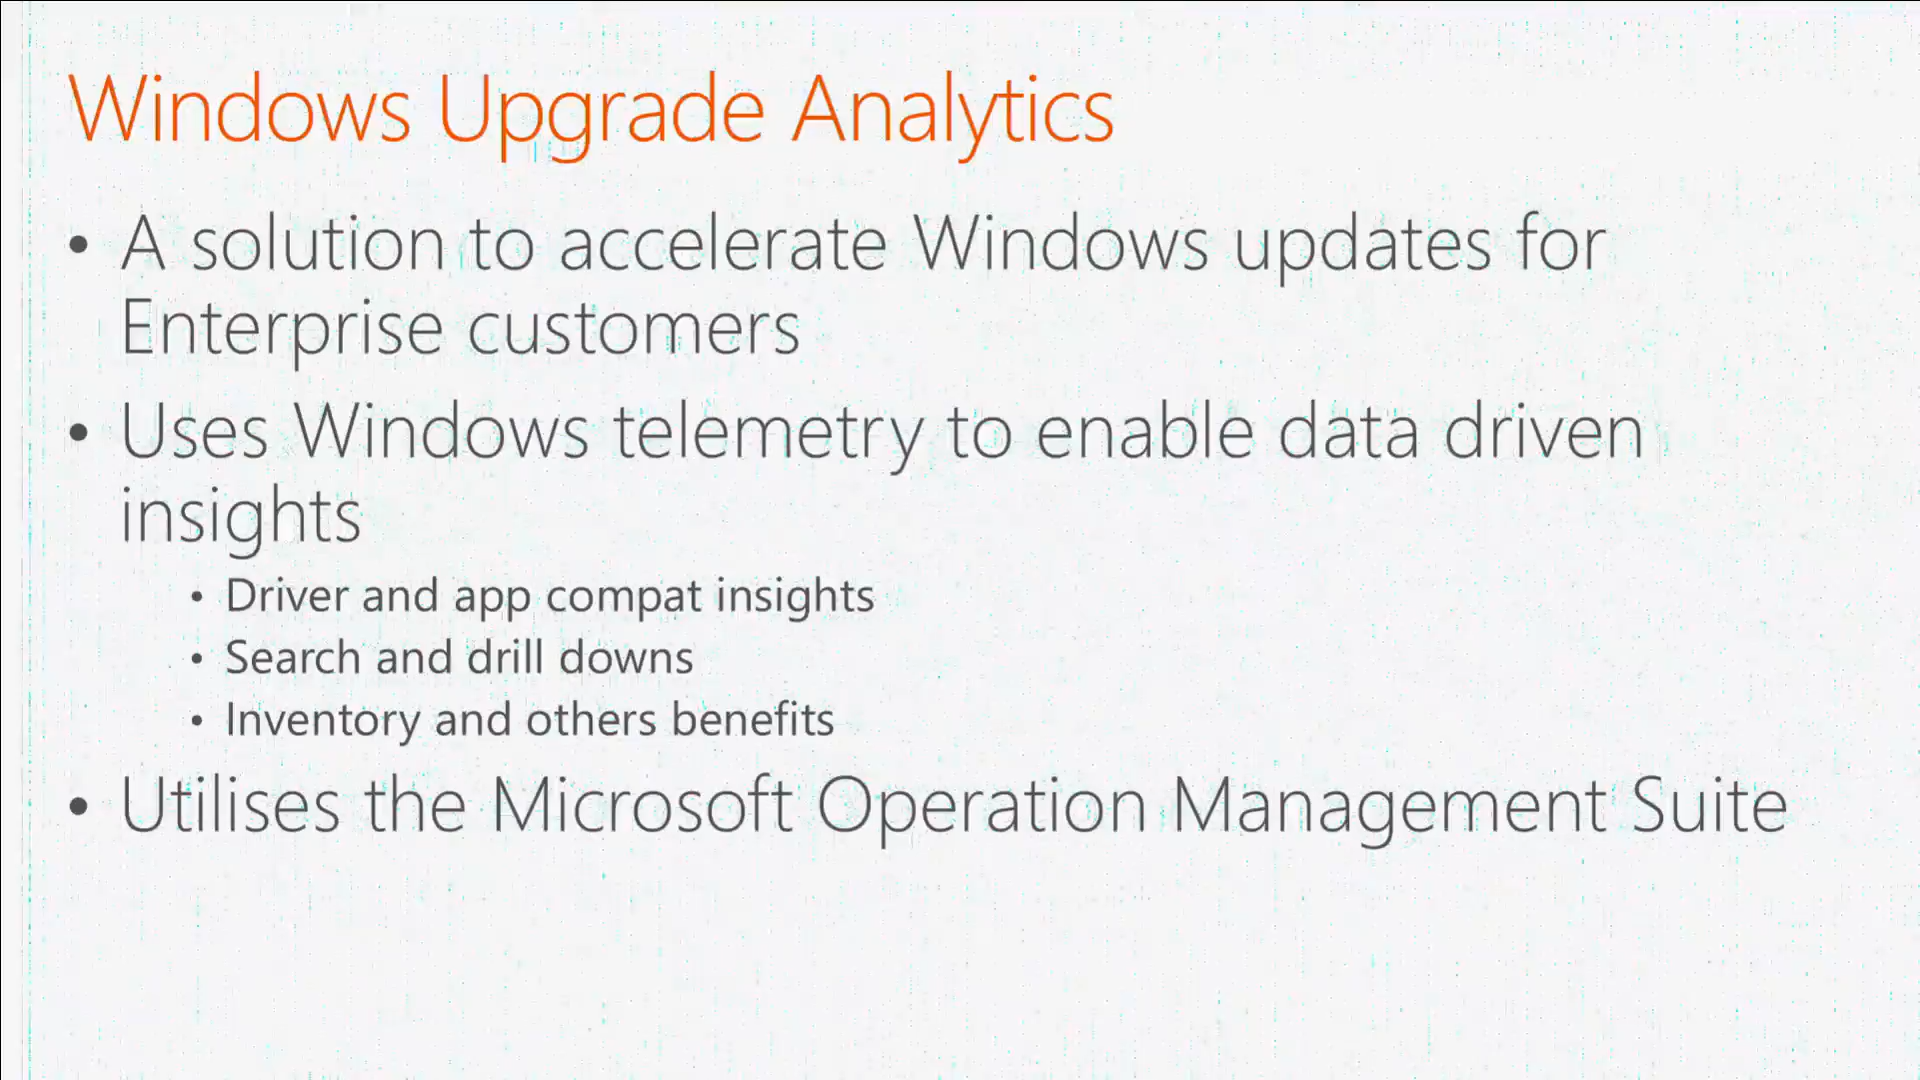 Windows Upgrade Analytics
• A solution to accelerate Windows updates for
Enterprise customers
• Uses Windows telemetry to enable data driven
insights
• Driver and app compat insights
• Search and drill downs
• Inventory and others benefits
• Utilises the Microsoft Operation Management Suite